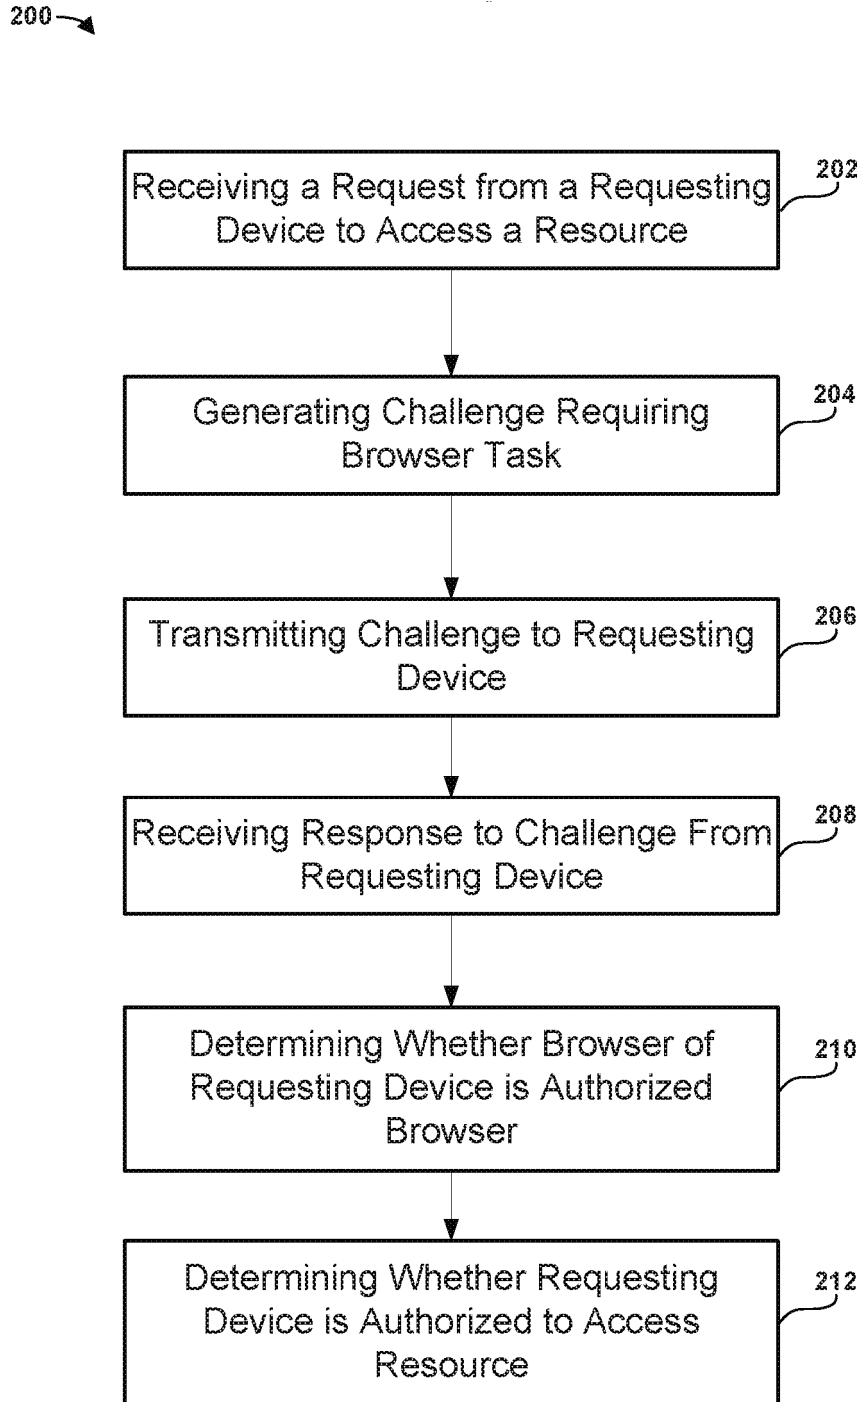 200
Receiving a Request from a Requesting
Device to Access a Resource
202
Generating Challenge Requiring
Browser Task
204
Transmitting Challenge to Requesting
Device
206
Receiving Response to Challenge From
Requesting Device
208
Determining Whether Browser of
Requesting Device is Authorized
Browser
210
Determining Whether Requesting
Device is Authorized to Access
Resource
212